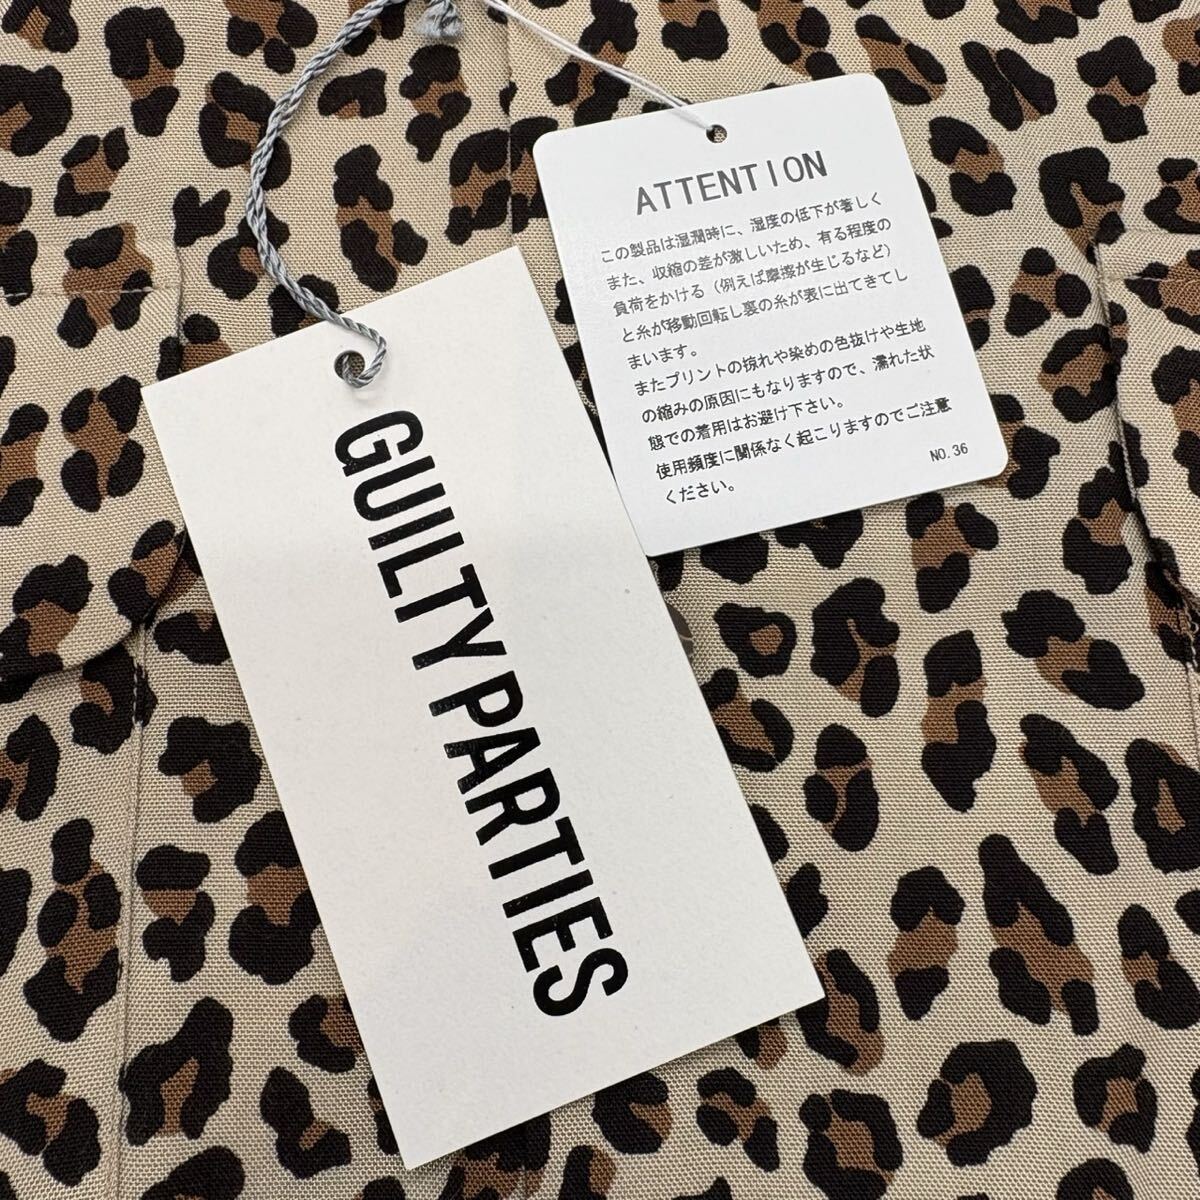 GUILTY PARTIES
ATTENTION
この製品は湿潤時に、湿度の低下が著しく
また、収縮の差が激しいため、有る程度の
負荷をかける（例えば摩擦が生じるなど）
と糸が移動回転し裏の糸が表に出てきてし
まいます。
またプリントの掠れや染めの色抜けや生地
の縮みの原因にもなりますので、濡れた状
態での着用はお避け下さい。
使用頻度に関係なく起こりますのでご注意
ください。
NO.36